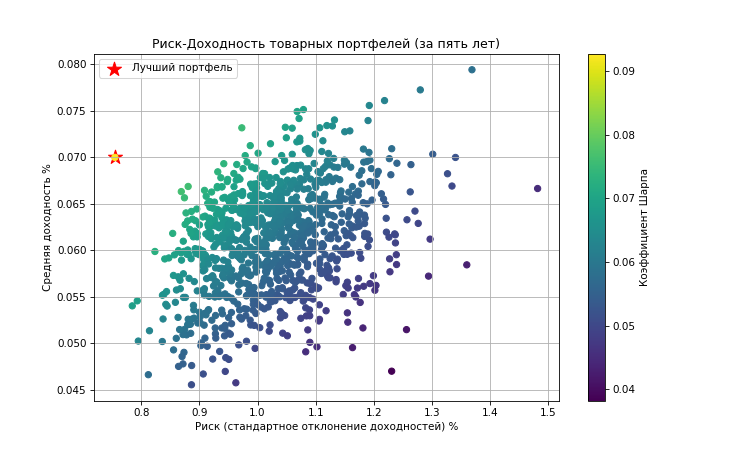 Риск-Доходность товарных портфелей (за пять лет)
Лучший портфель
0.080
0.075
0.070
0.065
0.060
0.055
0.050
0.045
Средняя доходность %
0.8 0.9 1.0 1.1 1.2 1.3 1.4 1.5
Риск (стандартное отклонение доходностей) %
0.09
0.08
0.07
0.06
0.05
0.04
Коэффициент Шарпа